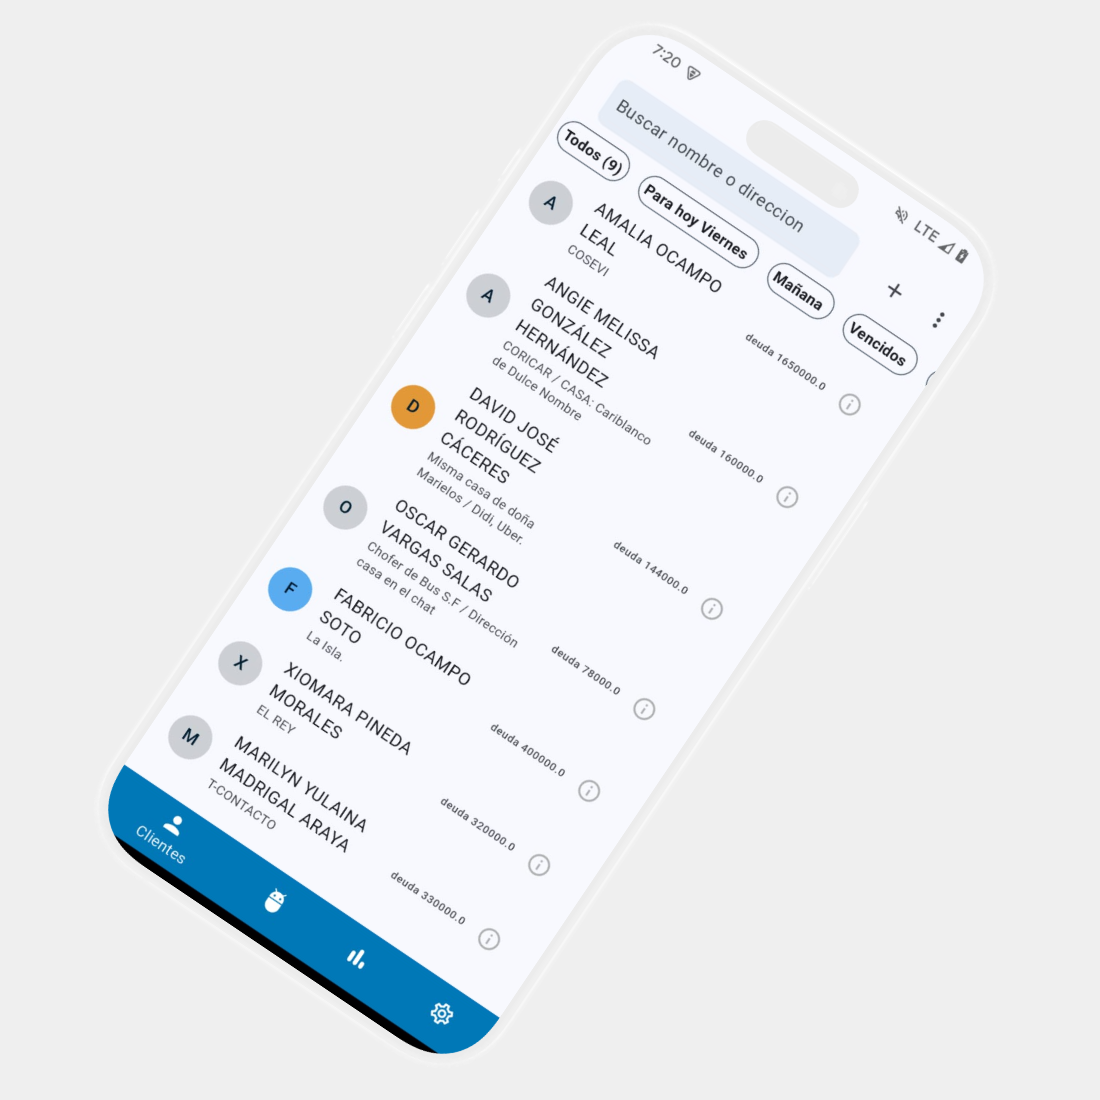 7:20
LTE
Buscar nombre o direccion
Todos (9)
Para hoy Viernes
Mañana
Vencidos
A
AMALIA OCAMPO
LEAL
COSEVI
deuda 1650000.0
A
ANGIE MELISSA
GONZÁLEZ
HERNÁNDEZ
CORICAR / CASA: Cariblanco
de Dulce Nombre
deuda 160000.0
D
DAVID JOSÉ
RODRÍGUEZ
CÁCERES
Misma casa de doña
Marielos / Didi, Uber.
deuda 144000.0
O
OSCAR GERARDO
VARGAS SALAS
Chofer de Bus S.F / Dirección
casa en el chat
deuda 78000.0
F
FABRICIO OCAMPO
SOTO
La Isla.
deuda 400000.0
X
XIOMARA PINEDA
MORALES
EL REY
deuda 320000.0
M
MARILYN YULAINA
MADRIGAL ARAYA
T-CONTACTO
deuda 330000.0
Clientes